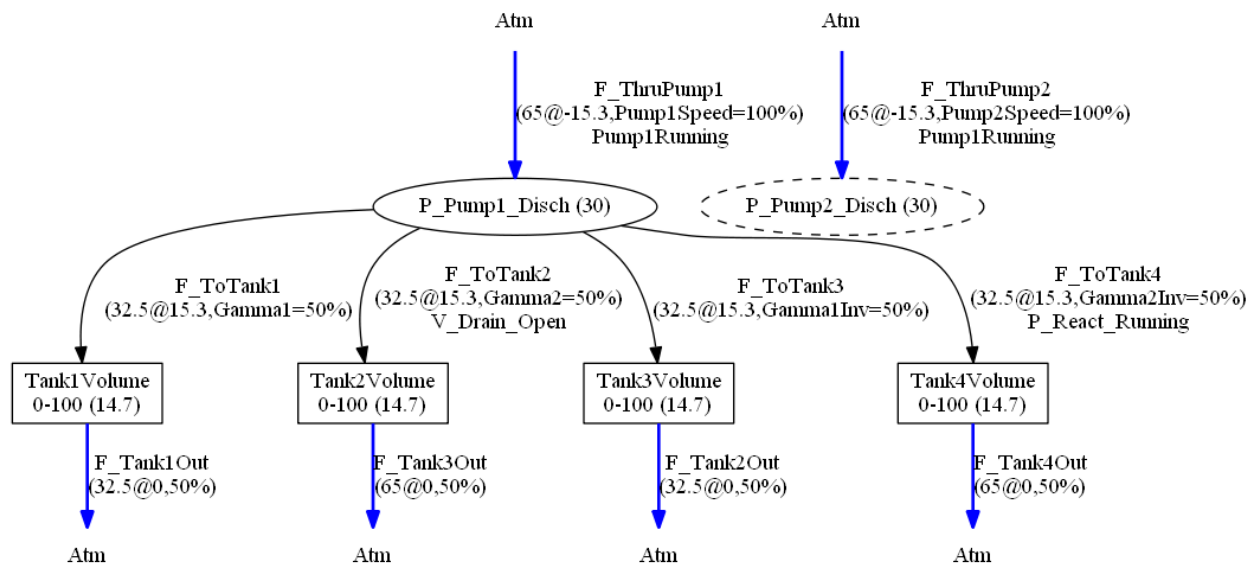 Atm
Atm
F_ThruPump1
(65@-15.3,Pump1Speed=100%)
Pump1Running
F_ThruPump2
(65@-15.3,Pump2Speed=100%)
Pump1Running
P_Pump1_Disch (30)
P_Pump2_Disch (30)
F_ToTank1
(32.5@15.3,Gamma1=50%)
F_ToTank2
(32.5@15.3,Gamma2=50%)
V_Drain_Open
F_ToTank3
(32.5@15.3,Gamma1Inv=50%)
F_ToTank4
(32.5@15.3,Gamma2Inv=50%)
P_React_Running
Tank1Volume
0-100 (14.7)
Tank2Volume
0-100 (14.7)
Tank3Volume
0-100 (14.7)
Tank4Volume
0-100 (14.7)
F_Tank1Out
(32.5@0,50%)
F_Tank3Out
(65@0,50%)
F_Tank2Out
(32.5@0,50%)
F_Tank4Out
(65@0,50%)
Atm
Atm
Atm
Atm